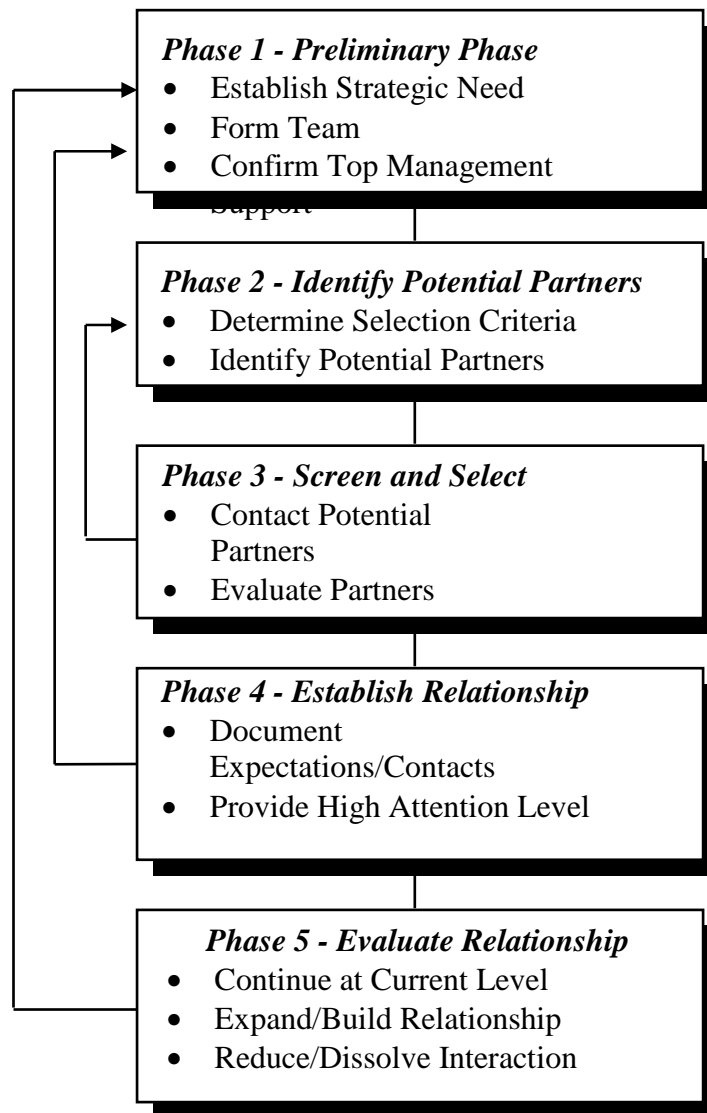 Phase 1 - Preliminary Phase
• Establish Strategic Need
• Form Team
• Confirm Top Management
Support
Phase 2 - Identify Potential Partners
• Determine Selection Criteria
• Identify Potential Partners
Phase 3 - Screen and Select
• Contact Potential
Partners
• Evaluate Partners
Phase 4 - Establish Relationship
• Document
Expectations/Contacts
• Provide High Attention Level
Phase 5 - Evaluate Relationship
• Continue at Current Level
• Expand/Build Relationship
• Reduce/Dissolve Interaction